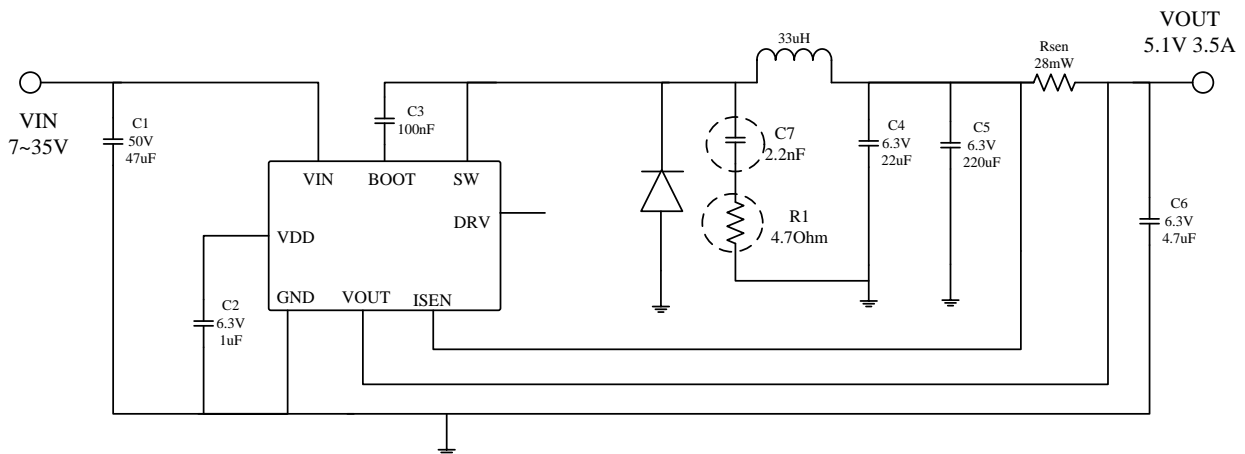 VOUT
5.1V 3.5A
33uH
Rsen
28mW
VIN
7~35V
C1
50V
47uF
C3
100nF
C7
2.2nF
C4
6.3V
22uF
C5
6.3V
220uF
VIN
BOOT
SW
DRV
VDD
GND
VOUT
ISEN
R1
4.7Ohm
C6
6.3V
4.7uF
C2
6.3V
1uF